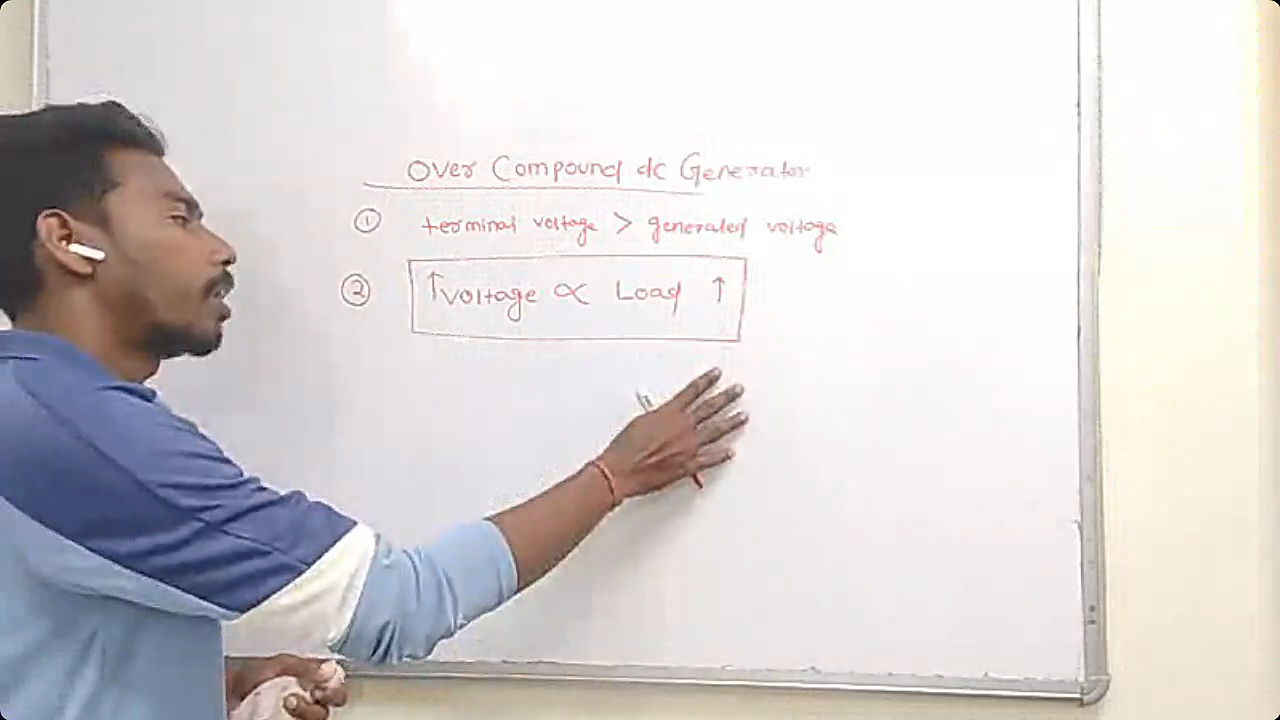 Over Compound dc Generator
① terminal voltage > generated voltage
② ↑voltage ∝ Load ↑